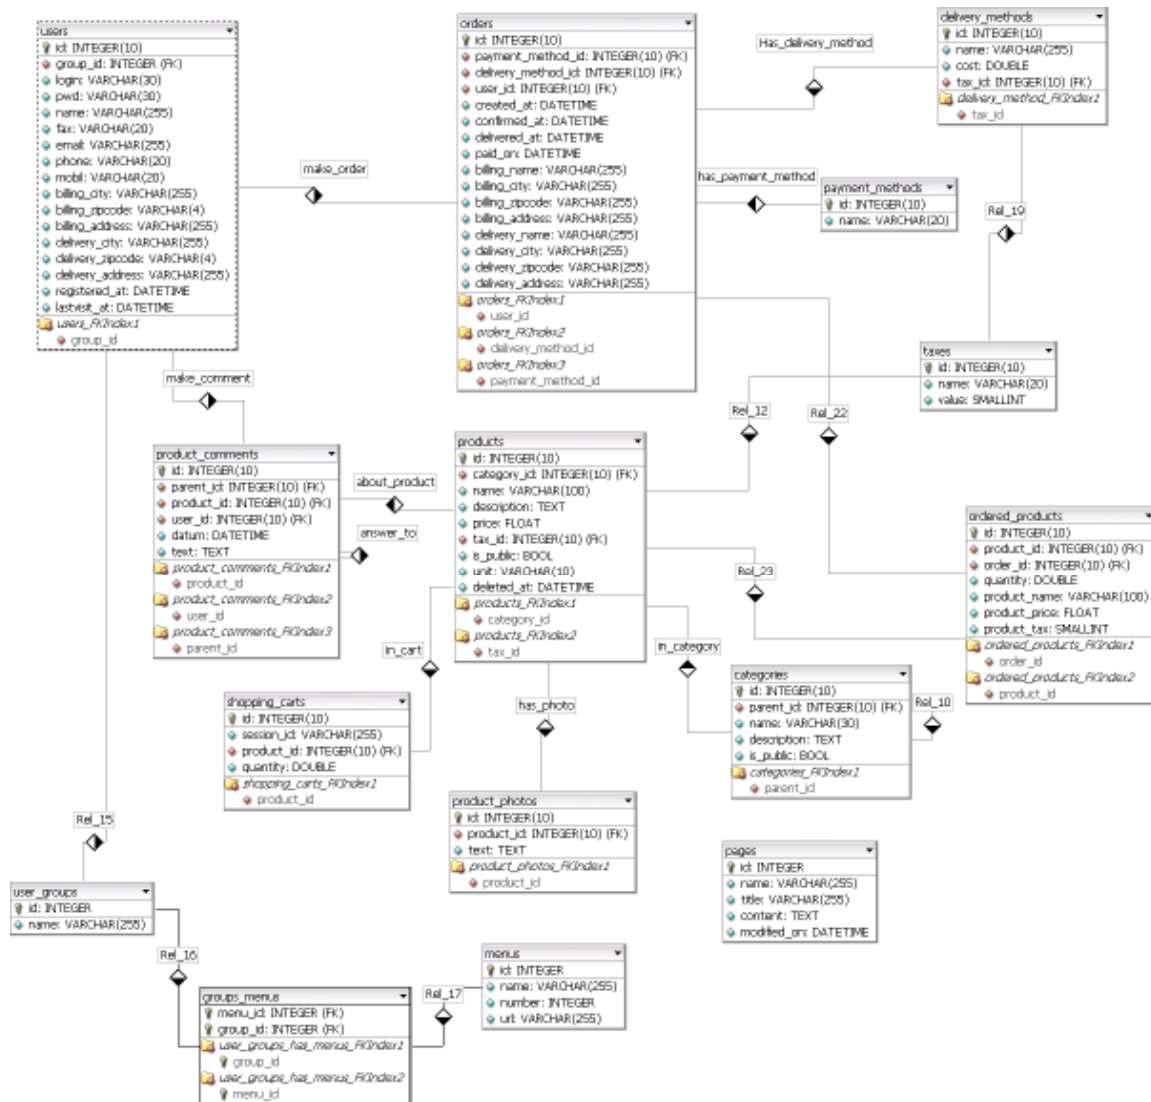 users
id: INTEGER(10)
group_id: INTEGER (FK)
login: VARCHAR(30)
pwd: VARCHAR(30)
name: VARCHAR(255)
fax: VARCHAR(20)
email: VARCHAR(255)
phone: VARCHAR(20)
mobil: VARCHAR(20)
billing_city: VARCHAR(255)
billing_zipcode: VARCHAR(4)
billing_address: VARCHAR(255)
delivery_city: VARCHAR(255)
delivery_zipcode: VARCHAR(4)
delivery_address: VARCHAR(255)
registered_at: DATETIME
lastvisit_at: DATETIME
users_FKIndex1
group_id
make_order
orders
id: INTEGER(10)
payment_method_id: INTEGER(10) (FK)
delivery_method_id: INTEGER(10) (FK)
user_id: INTEGER(10) (FK)
created_at: DATETIME
confirmed_at: DATETIME
delivered_at: DATETIME
paid_on: DATETIME
billing_name: VARCHAR(255)
billing_city: VARCHAR(255)
billing_zipcode: VARCHAR(255)
billing_address: VARCHAR(255)
delivery_name: VARCHAR(255)
delivery_city: VARCHAR(255)
delivery_zipcode: VARCHAR(255)
delivery_address: VARCHAR(255)
orders_FKIndex1
user_id
orders_FKIndex2
delivery_method_id
orders_FKIndex3
payment_method_id
Has_delivery_method
delivery_methods
id: INTEGER(10)
name: VARCHAR(255)
cost: DOUBLE
tax_id: INTEGER(10) (FK)
delivery_method_FKIndex1
tax_id
has_payment_method
payment_methods
id: INTEGER(10)
name: VARCHAR(20)
Rel_19
taxes
id: INTEGER(10)
name: VARCHAR(20)
value: SMALLINT
make_comment
Rel_12
Rel_22
product_comments
id: INTEGER(10)
parent_id: INTEGER(10) (FK)
product_id: INTEGER(10) (FK)
user_id: INTEGER(10) (FK)
datum: DATETIME
text: TEXT
product_comments_FKIndex1
product_id
product_comments_FKIndex2
user_id
product_comments_FKIndex3
parent_id
about_product
answer_to
products
id: INTEGER(10)
category_id: INTEGER(10) (FK)
name: VARCHAR(100)
description: TEXT
price: FLOAT
tax_id: INTEGER(10) (FK)
is_public: BOOL
unit: VARCHAR(10)
deleted_at: DATETIME
products_FKIndex1
category_id
products_FKIndex2
tax_id
Rel_23
ordered_products
id: INTEGER(10)
product_id: INTEGER(10) (FK)
order_id: INTEGER(10) (FK)
quantity: DOUBLE
product_name: VARCHAR(100)
product_price: FLOAT
product_tax: SMALLINT
ordered_products_FKIndex1
order_id
ordered_products_FKIndex2
product_id
in_cart
in_category
shopping_carts
id: INTEGER(10)
session_id: VARCHAR(255)
product_id: INTEGER(10) (FK)
quantity: DOUBLE
shopping_carts_FKIndex1
product_id
has_photo
categories
id: INTEGER(10)
parent_id: INTEGER(10) (FK)
name: VARCHAR(30)
description: TEXT
is_public: BOOL
categories_FKIndex1
parent_id
Rel_10
product_photos
id: INTEGER(10)
product_id: INTEGER(10) (FK)
text: TEXT
product_photos_FKIndex1
product_id
Rel_15
pages
id: INTEGER
name: VARCHAR(255)
title: VARCHAR(255)
content: TEXT
modified_on: DATETIME
user_groups
id: INTEGER
name: VARCHAR(255)
Rel_16
groups_menus
menu_id: INTEGER (FK)
group_id: INTEGER (FK)
user_groups_has_menus_FKIndex1
group_id
user_groups_has_menus_FKIndex2
menu_id
Rel_17
menus
id: INTEGER
name: VARCHAR(255)
number: INTEGER
url: VARCHAR(255)